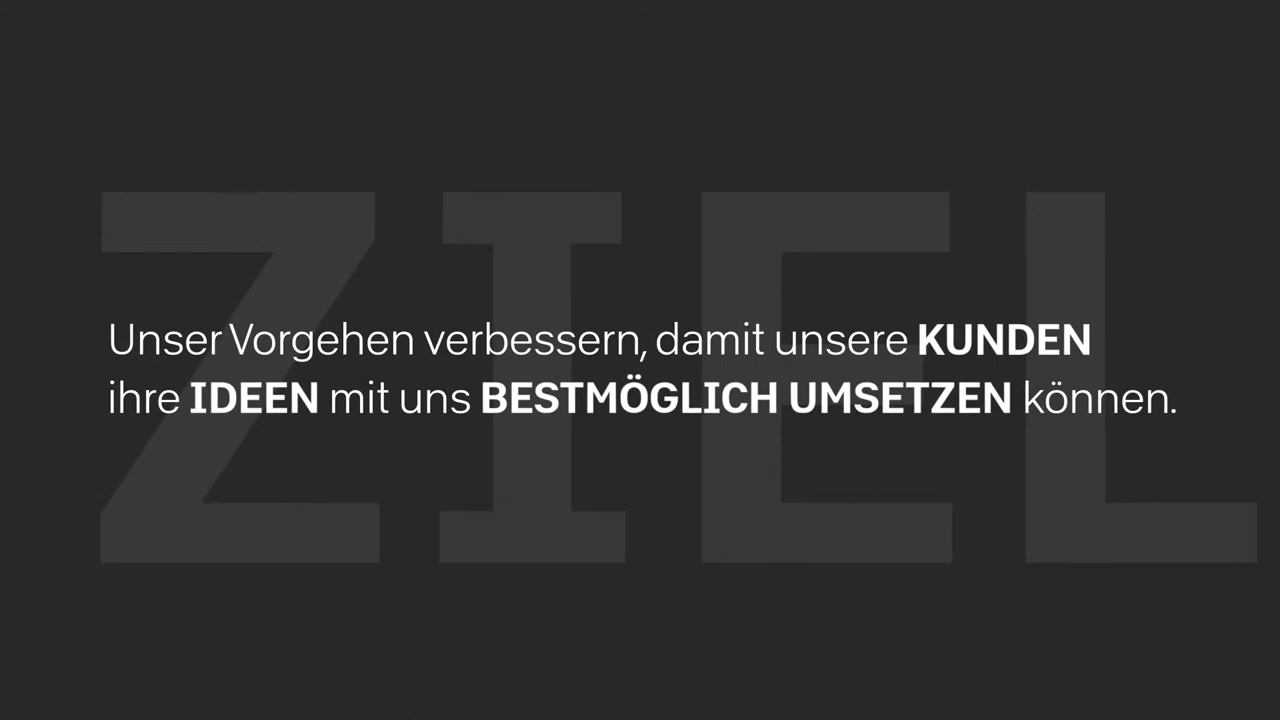 ZIEL
Unser Vorgehen verbessern, damit unsere KUNDEN
ihre IDEEN mit uns BESTMÖGLICH UMSETZEN können.